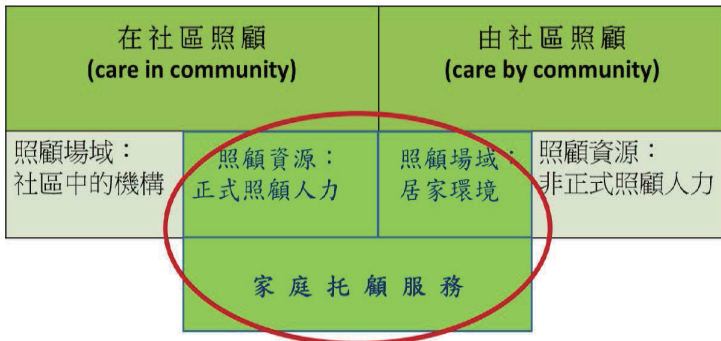 在社區照顧
(care in community)
由社區照顧
(care by community)
照顧場域：
社區中的機構
照顧資源：
正式照顧人力
照顧場域：
居家環境
照顧資源：
非正式照顧人力
家庭托顧服務